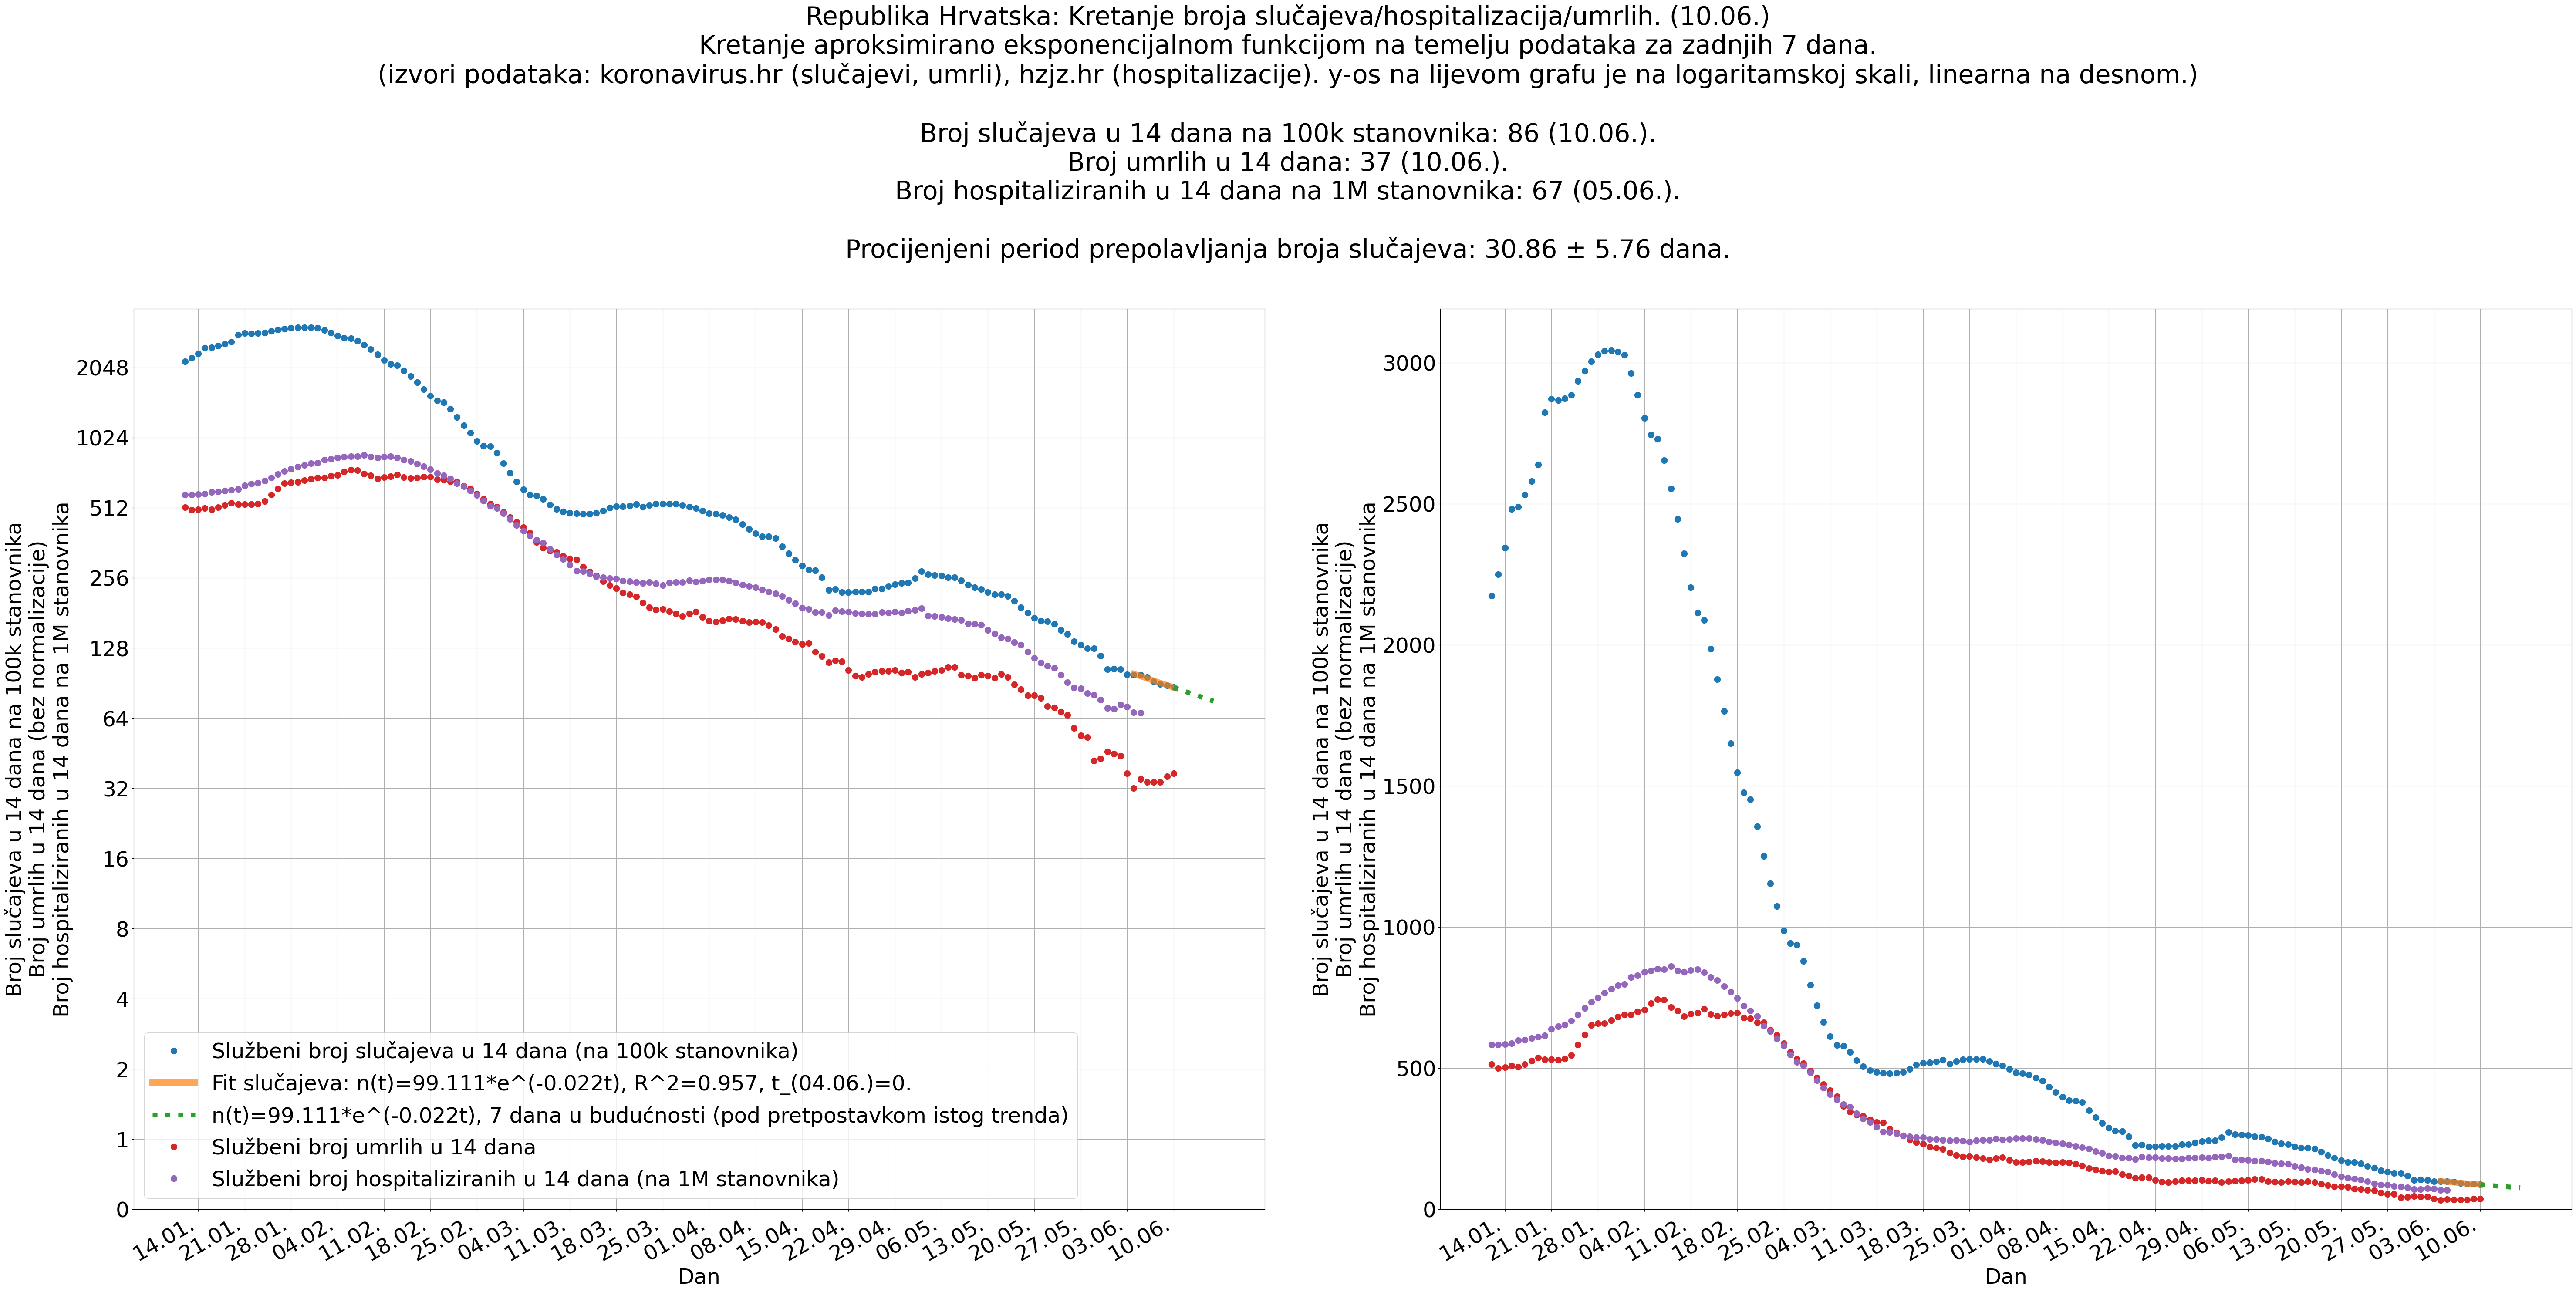 Republika Hrvatska: Kretanje broja slučajeva/hospitalizacija/umrlih. (10.06.)
Kretanje aproksimirano eksponencijalnom funkcijom na temelju podataka za zadnjih 7 dana.
(izvori podataka: koronavirus.hr (slučajevi, umrli), hzjz.hr (hospitalizacije). y-os na lijevom grafu je na logaritamskoj skali, linearna na desnom.)
Broj slučajeva u 14 dana na 100k stanovnika: 86 (10.06.).
Broj umrlih u 14 dana: 37 (10.06.).
Broj hospitaliziranih u 14 dana na 1M stanovnika: 67 (05.06.).
Procijenjeni period prepolavljanja broja slučajeva: 30.86 ± 5.76 dana.
Broj slučajeva u 14 dana na 100k stanovnika
Broj umrlih u 14 dana (bez normalizacije)
Broj hospitaliziranih u 14 dana na 1M stanovnika
2048
1024
512
256
128
64
32
16
8
4
2
1
0
Službeni broj slučajeva u 14 dana (na 100k stanovnika)
Fit slučajeva: n(t)=99.111*e^(-0.022t), R^2=0.957, t_(04.06.)=0.
n(t)=99.111*e^(-0.022t), 7 dana u budućnosti (pod pretpostavkom istog trenda)
Službeni broj umrlih u 14 dana
Službeni broj hospitaliziranih u 14 dana (na 1M stanovnika)
14.01. 21.01. 28.01. 04.02. 11.02. 18.02. 25.02. 04.03. 11.03. 18.03. 25.03. 01.04. 08.04. 15.04. 22.04. 29.04. 06.05. 13.05. 20.05. 27.05. 03.06. 10.06.
Dan
Broj slučajeva u 14 dana na 100k stanovnika
Broj umrlih u 14 dana (bez normalizacije)
Broj hospitaliziranih u 14 dana na 1M stanovnika
3000
2500
2000
1500
1000
500
0
14.01. 21.01. 28.01. 04.02. 11.02. 18.02. 25.02. 04.03. 11.03. 18.03. 25.03. 01.04. 08.04. 15.04. 22.04. 29.04. 06.05. 13.05. 20.05. 27.05. 03.06. 10.06.
Dan